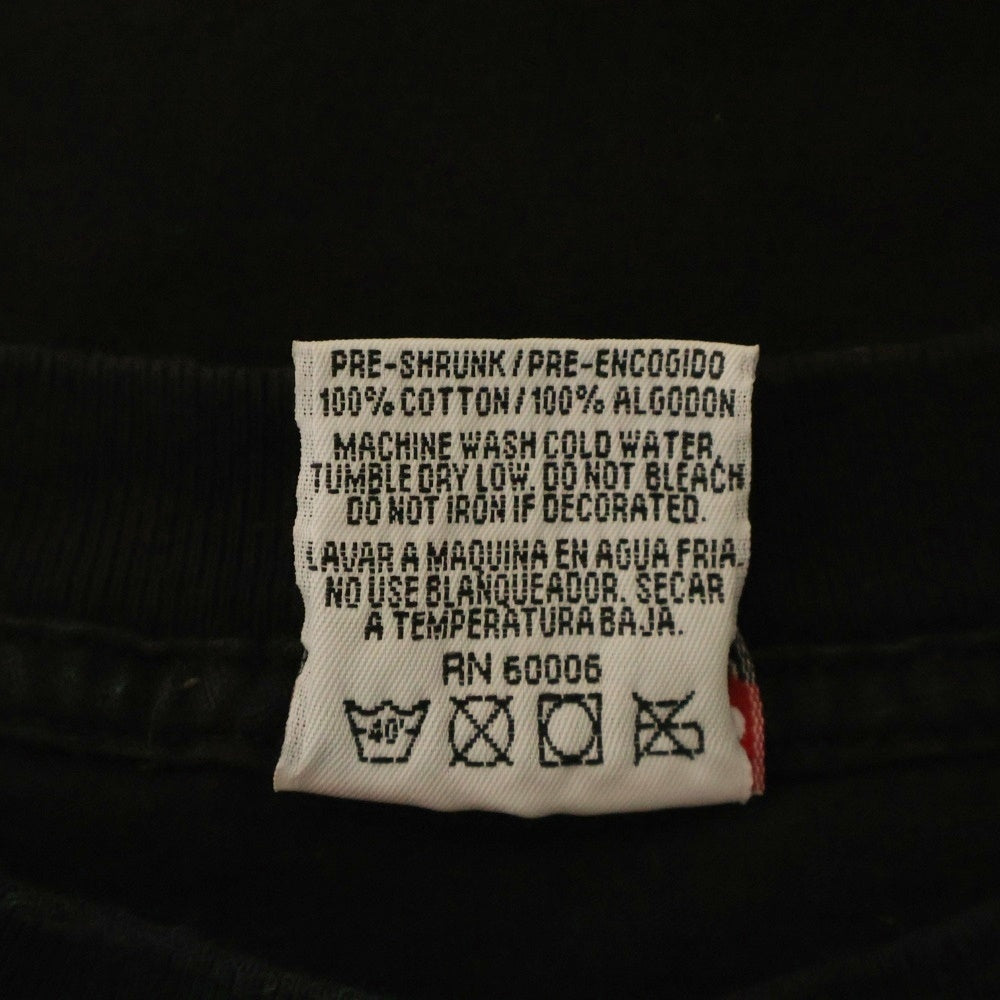 PRE-SHRUNK / PRE-ENCOGIDO
100% COTTON / 100% ALGODON
MACHINE WASH COLD WATER,
TUMBLE DRY LOW. DO NOT BLEACH
DO NOT IRON IF DECORATED.
LAVAR A MAQUINA EN AGUA FRIA.
NO USE BLANQUEADOR. SECAR
A TEMPERATURA BAJA.
RN 60006
40°